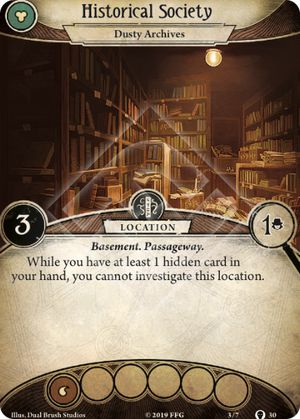 Historical Society
Dusty Archives
3
1
LOCATION
Basement. Passageway.
While you have at least 1 hidden card in
your hand, you cannot investigate this location.
Illus. Dual Brush Studios
© 2019 FFG
3/7
30